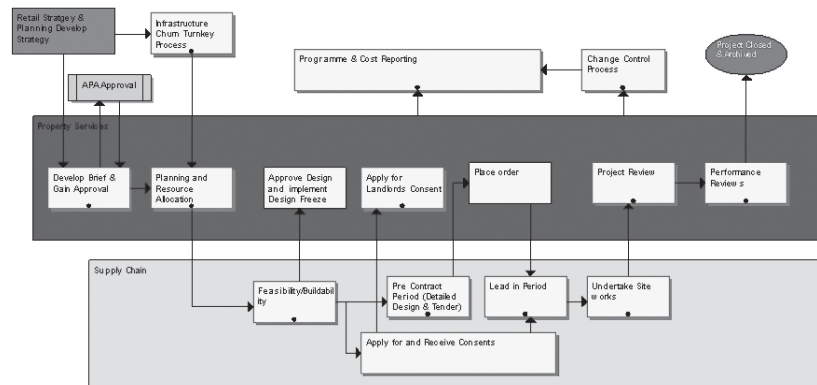 Retail Stratgey &
Planning Develop
Strategy
Infrastructure
Churn Turnkey
Process
Programme & Cost Reporting
Change Control
Process
Project Closed
& Archived
APA Approval
Property Services
Develop Brief &
Gain Approval
Planning and
Resource
Allocation
Approve Design
and implement
Design Freeze
Apply for
Landlords Consent
Place order
Project Review
Performance
Reviews
Supply Chain
Feasibility/Buildabil
ity
Pre Contract
Period (Detailed
Design & Tender)
Lead in Period
Undertake Site
works
Apply for and Receive Consents